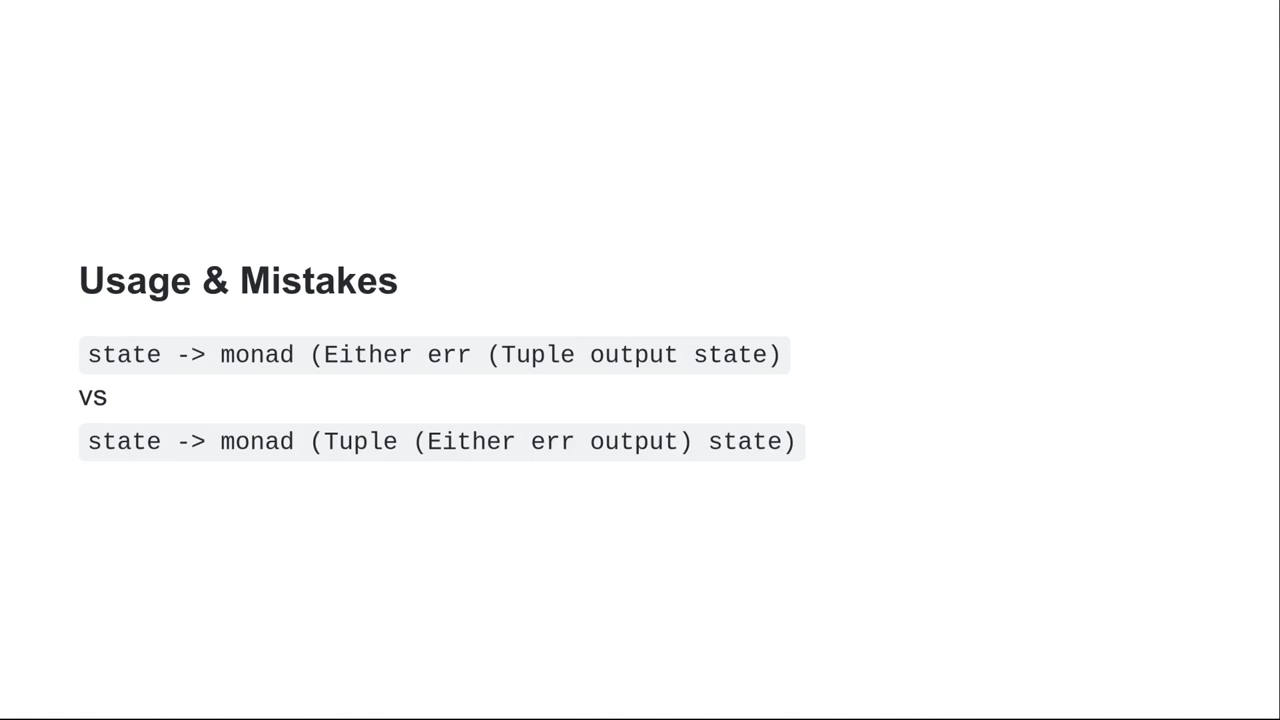 Usage & Mistakes
state -> monad (Either err (Tuple output state)
vs
state -> monad (Tuple (Either err output) state)